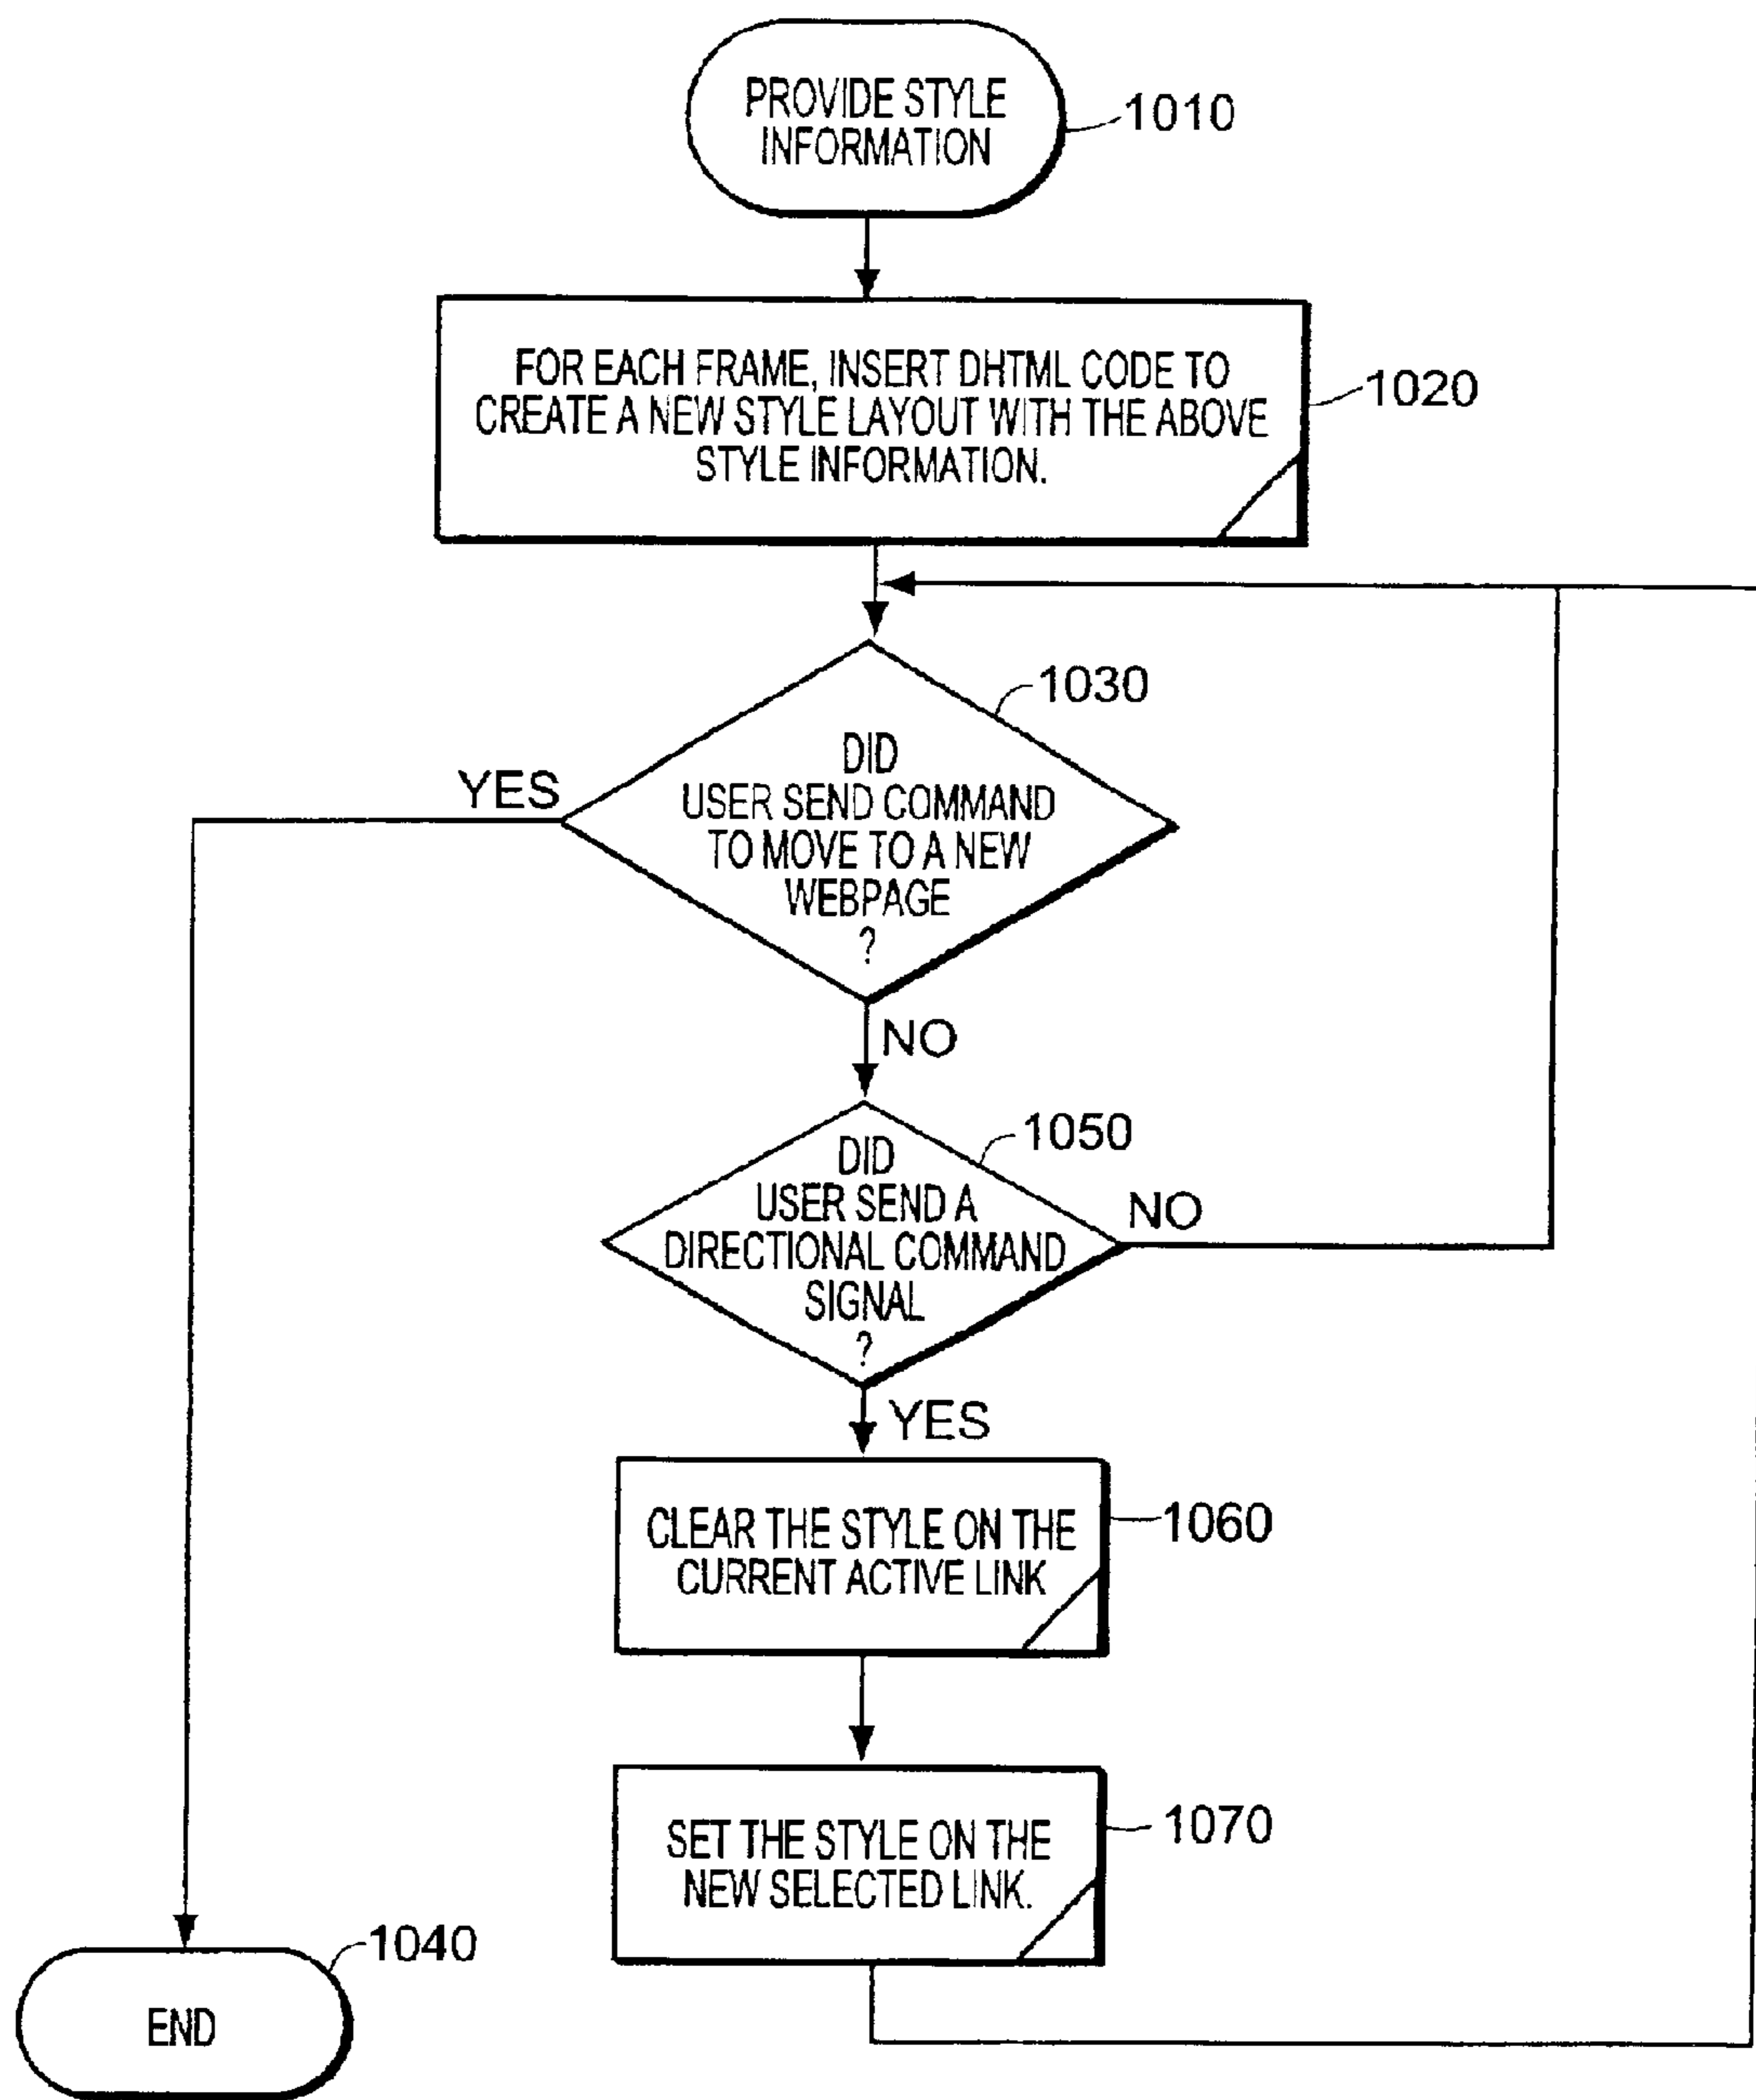 PROVIDE STYLE
INFORMATION
1010
FOR EACH FRAME, INSERT DHTML CODE TO
CREATE A NEW STYLE LAYOUT WITH THE ABOVE
STYLE INFORMATION.
1020
1030
DID
USER SEND COMMAND
TO MOVE TO A NEW
WEBPAGE
?
YES
NO
1050
DID
USER SEND A
DIRECTIONAL COMMAND
SIGNAL
?
NO
YES
CLEAR THE STYLE ON THE
CURRENT ACTIVE LINK
1060
SET THE STYLE ON THE
NEW SELECTED LINK.
1070
1040
END